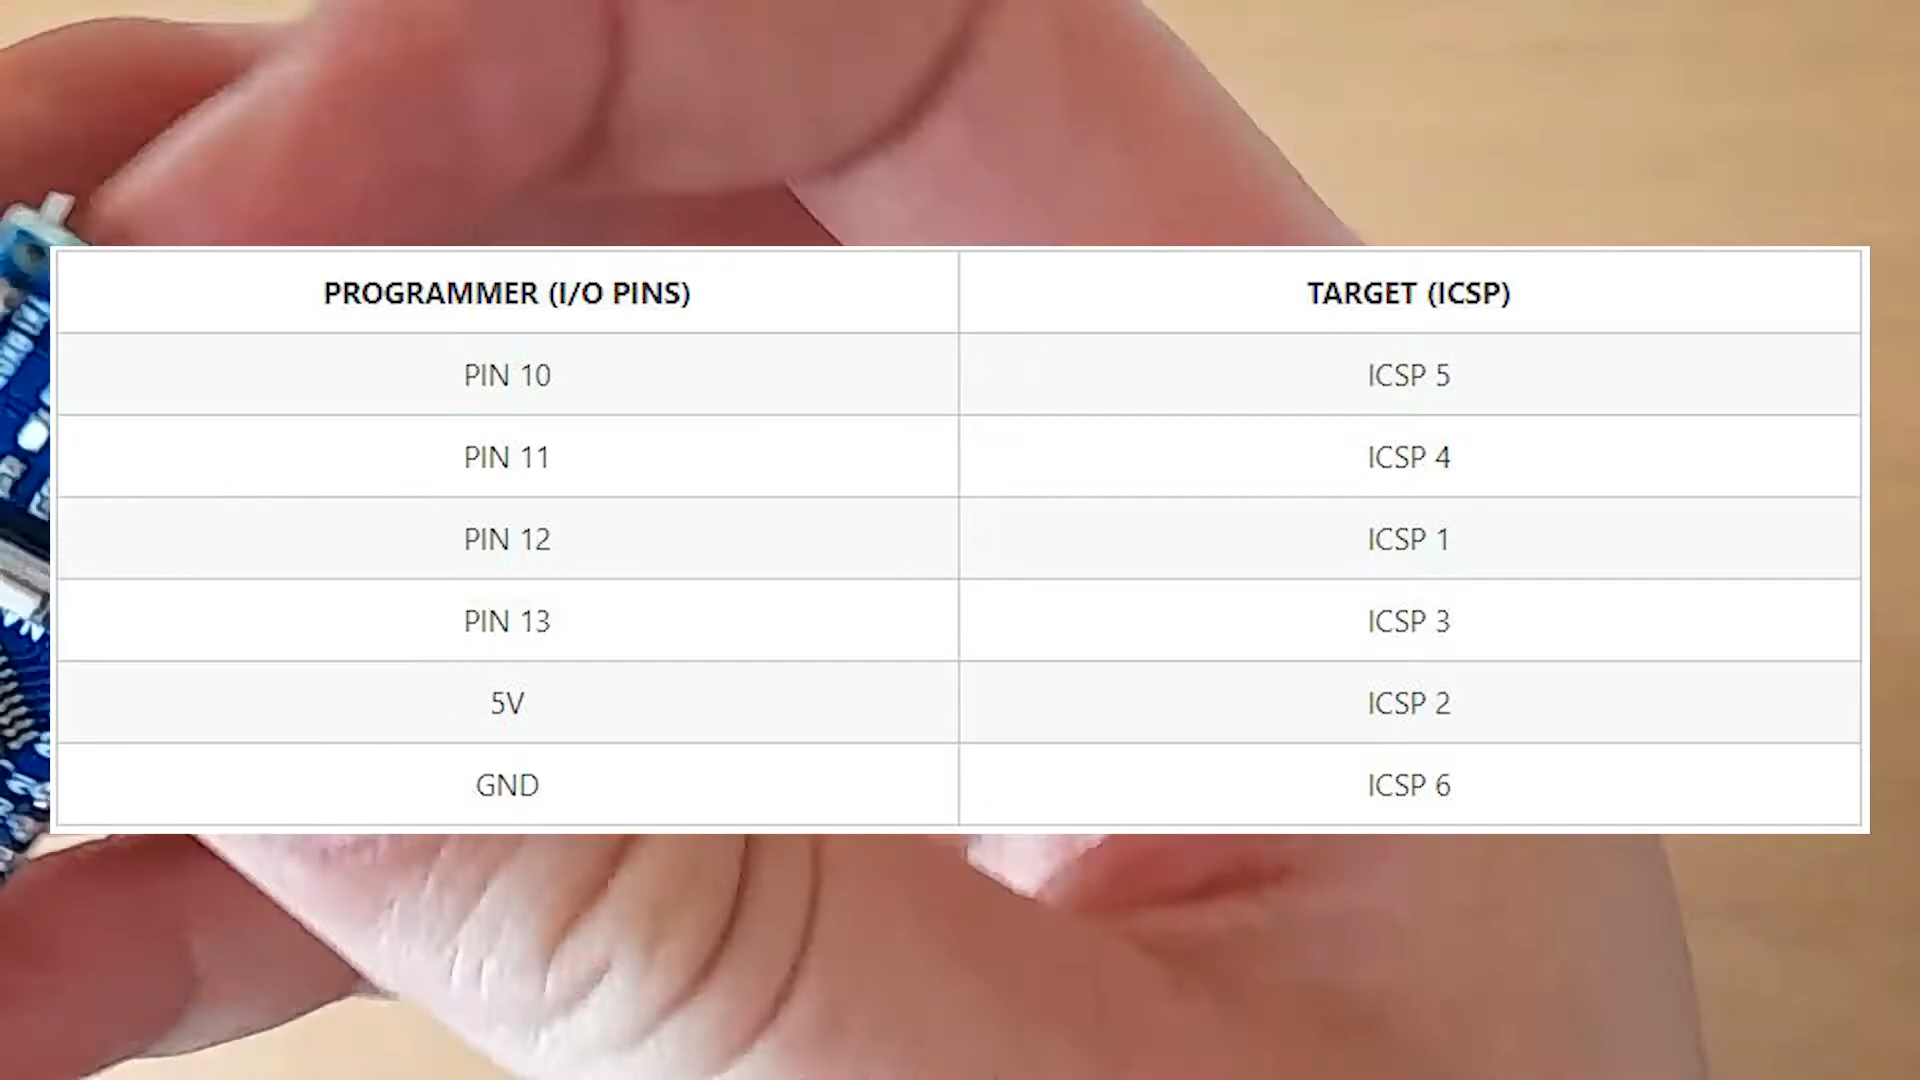 PROGRAMMER (I/O PINS) TARGET (ICSP)
PIN 10 ICSP 5
PIN 11 ICSP 4
PIN 12 ICSP 1
PIN 13 ICSP 3
5V ICSP 2
GND ICSP 6